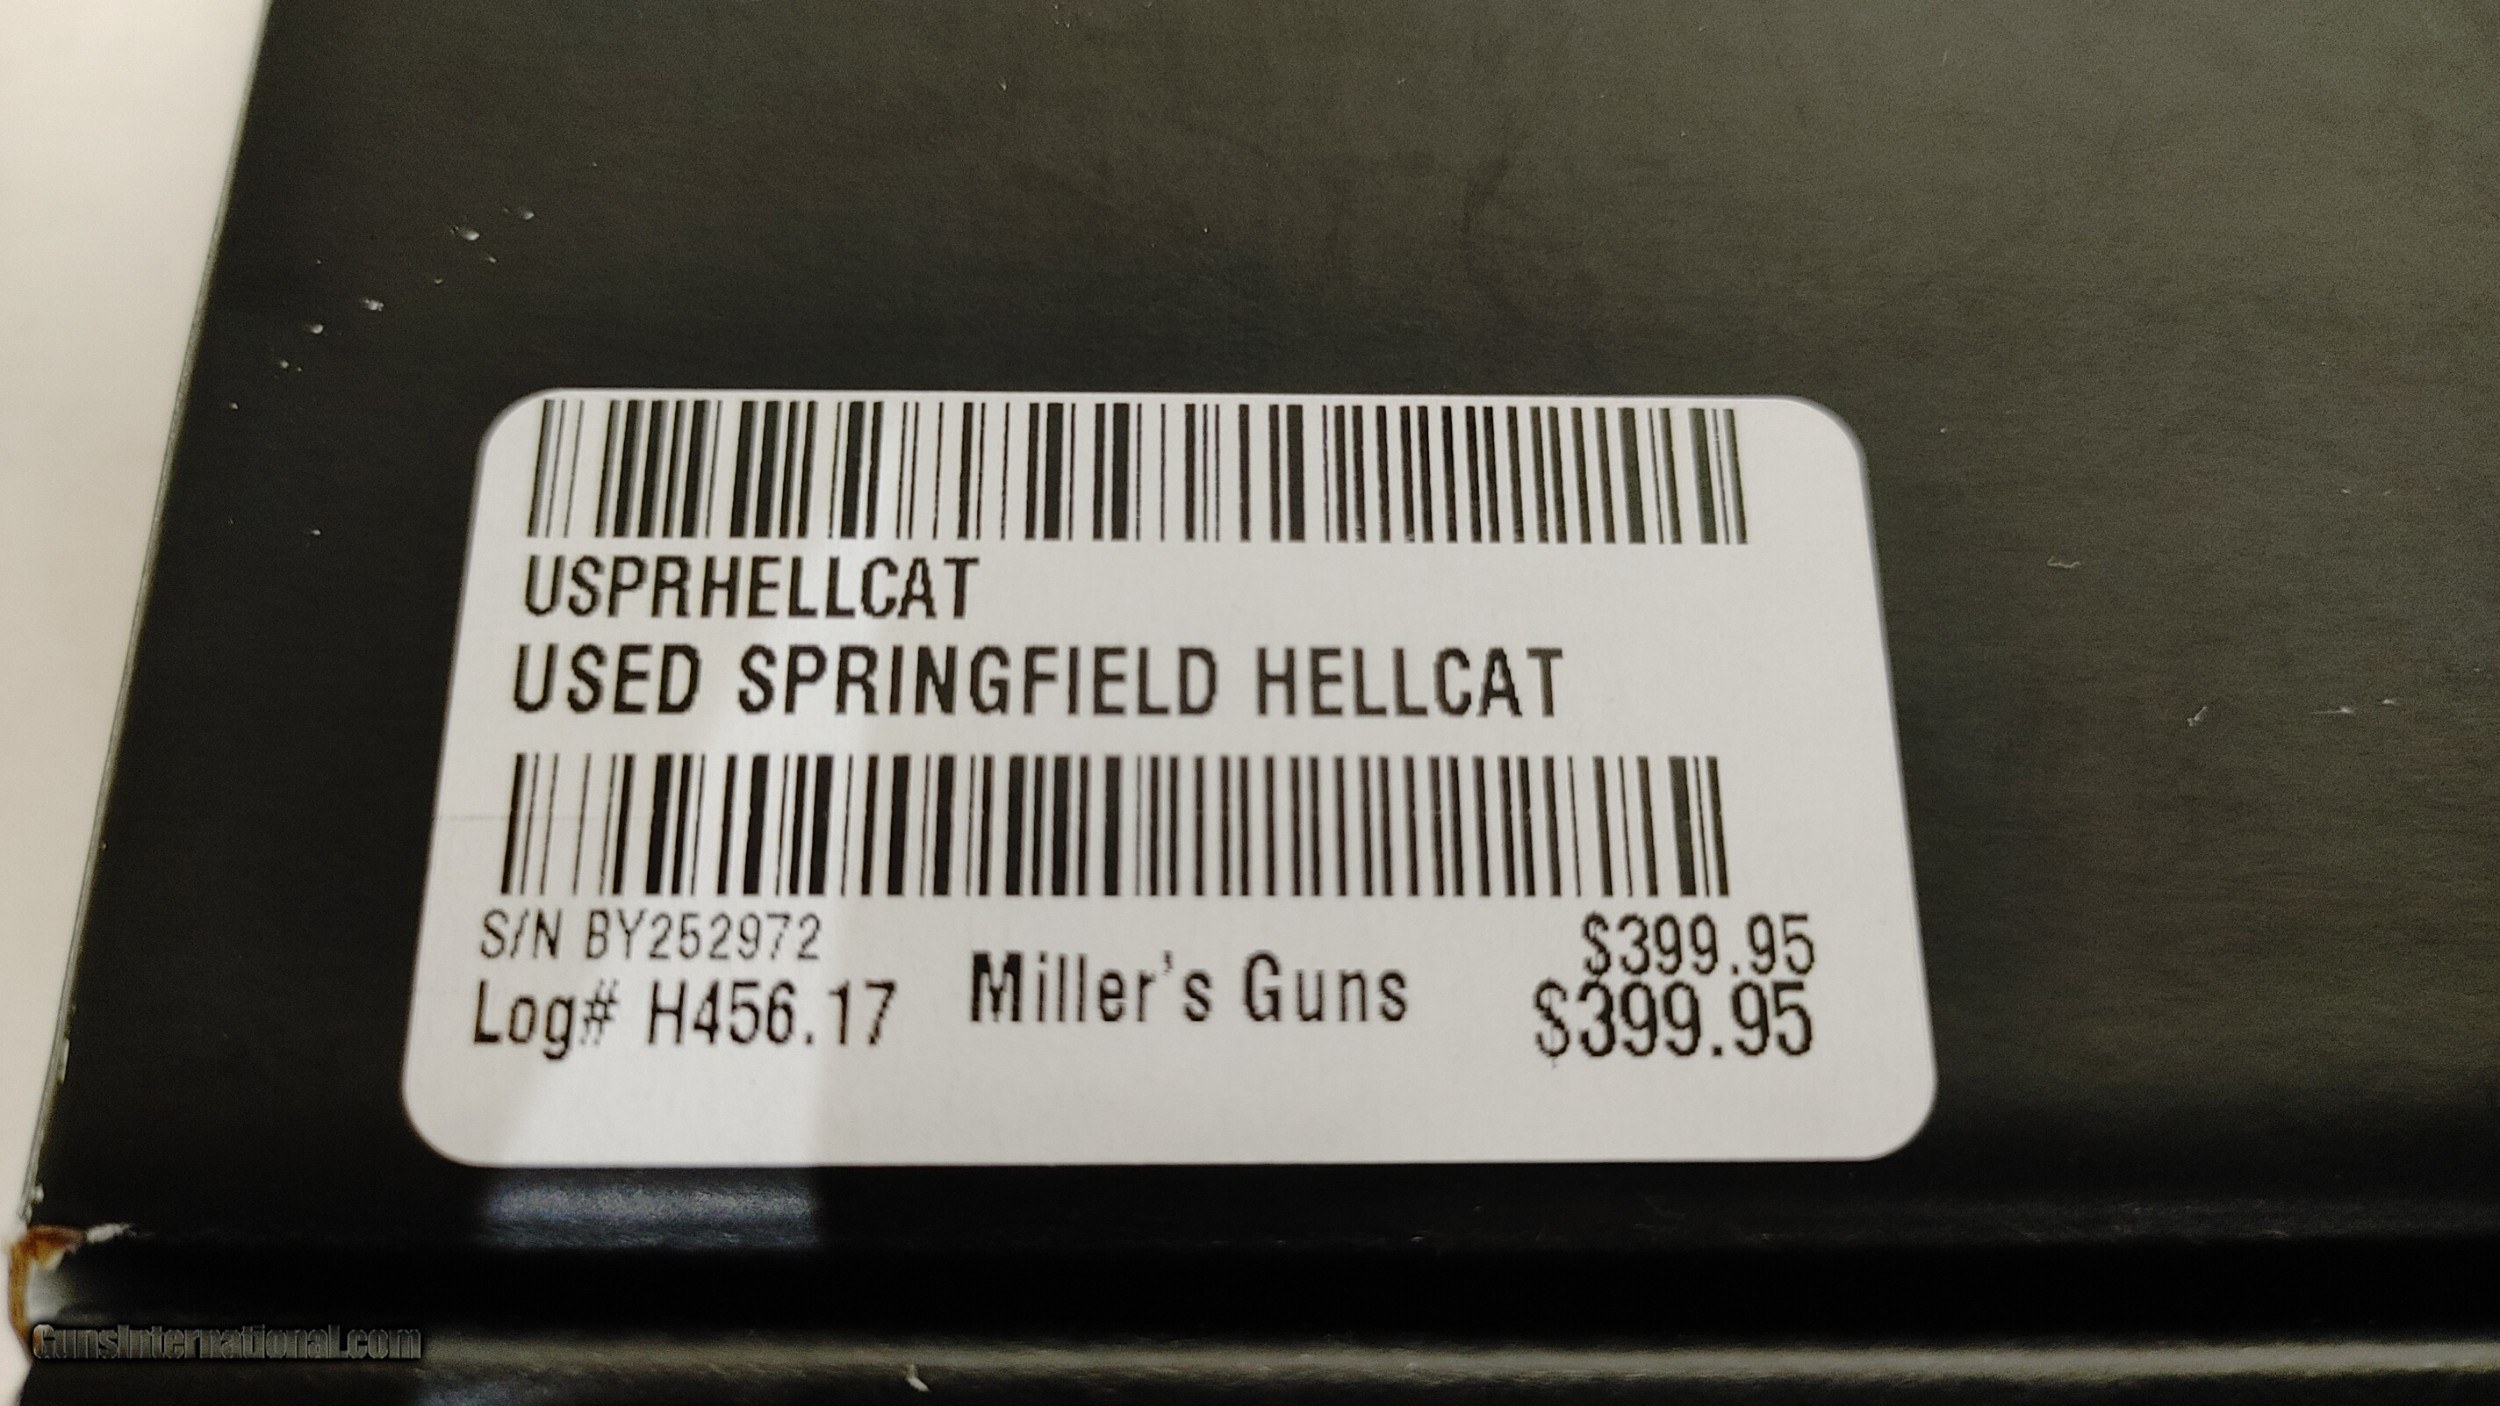 USPRHELLCAT
USED SPRINGFIELD HELLCAT
S/N BY252972
Log# H456.17
Miller's Guns
$399.95
$399.95
GunsInternational.com